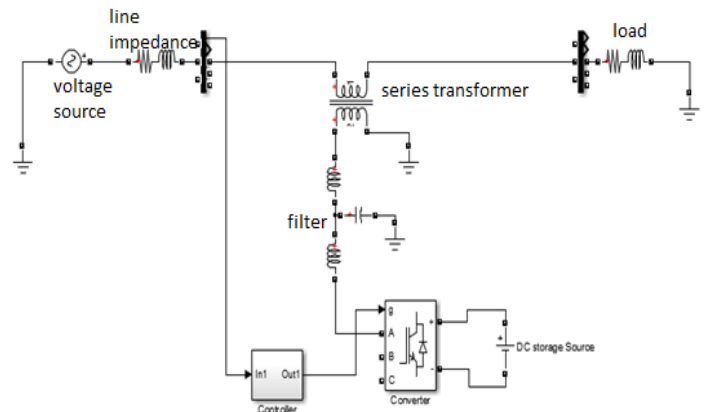 line
impedance
load
voltage
source
series transformer
filter
g
A
B
C
+
-
+
DC storage Source
In1 Out1
Converter
Controller